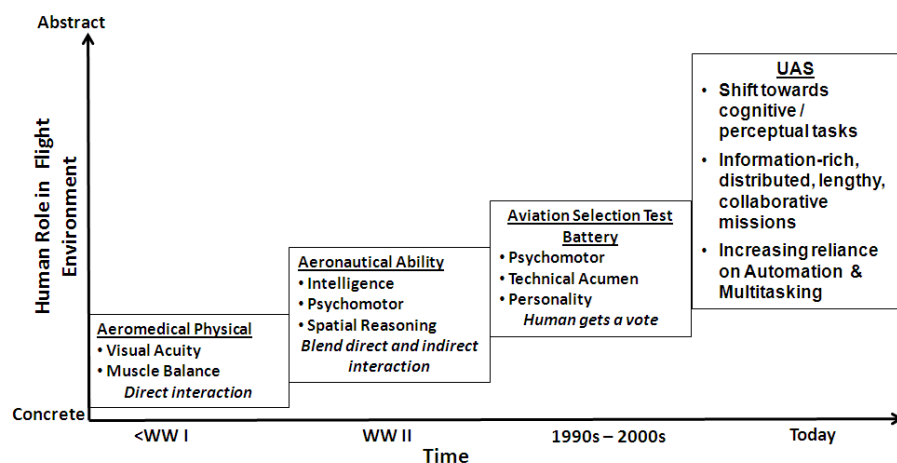 Abstract
Human Role in Flight
Environment
Concrete
Aeromedical Physical
• Visual Acuity
• Muscle Balance
Direct interaction
Aeronautical Ability
• Intelligence
• Psychomotor
• Spatial Reasoning
Blend direct and indirect
interaction
Aviation Selection Test
Battery
• Psychomotor
• Technical Acumen
• Personality
Human gets a vote
UAS
• Shift towards
cognitive /
perceptual tasks
• Information-rich,
distributed, lengthy,
collaborative
missions
• Increasing reliance
on Automation &
Multitasking
<WW I
WW II
1990s – 2000s
Today
Time